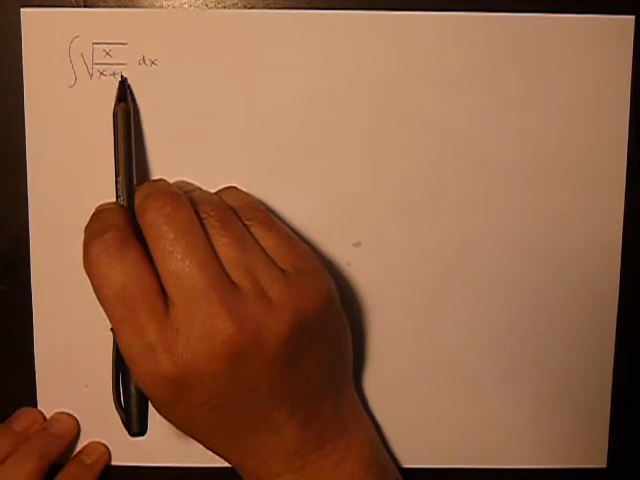 ∫ √(x/(x+1)) dx